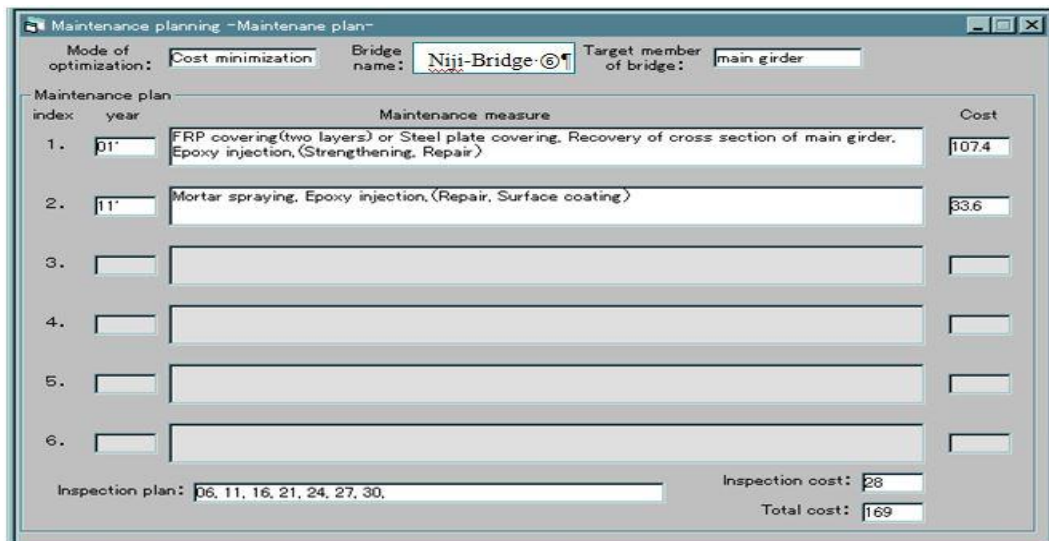 Maintenance planning -Maintenane plan-
Mode of optimization: Cost minimization Bridge name: Niji-Bridge·⑥¶ Target member of bridge: main girder
Maintenance plan
index year Maintenance measure Cost
1. 01' FRP covering(two layers) or Steel plate covering, Recovery of cross section of main girder, 107.4
Epoxy injection,(Strengthening, Repair)
2. 11' Mortar spraying, Epoxy injection,(Repair, Surface coating) 33.6
3.
4.
5.
6.
Inspection plan: 06, 11, 16, 21, 24, 27, 30, Inspection cost: 28
Total cost: 169